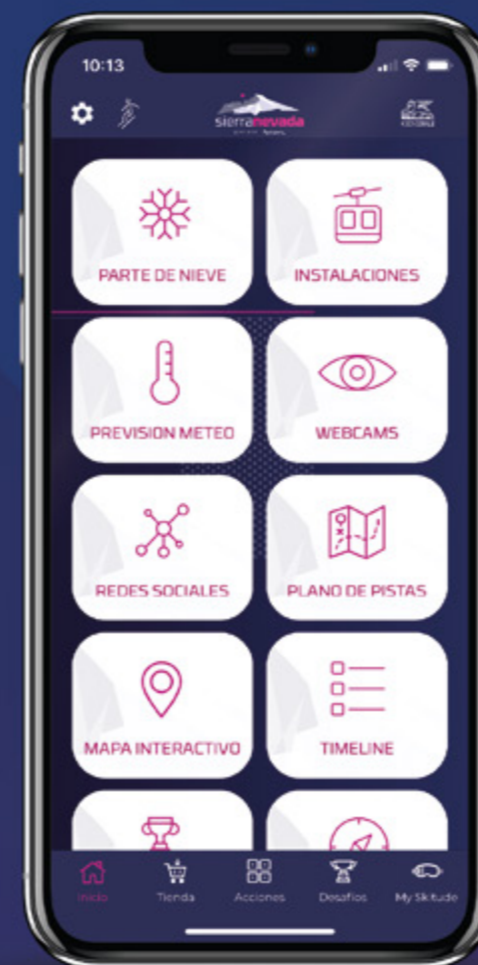 10:13
sierranevada
PARTE DE NIEVE
INSTALACIONES
PREVISION METEO
WEBCAMS
REDES SOCIALES
PLANO DE PISTAS
MAPA INTERACTIVO
TIMELINE
Inicio
Tienda
Acciones
Desafíos
My Skitude